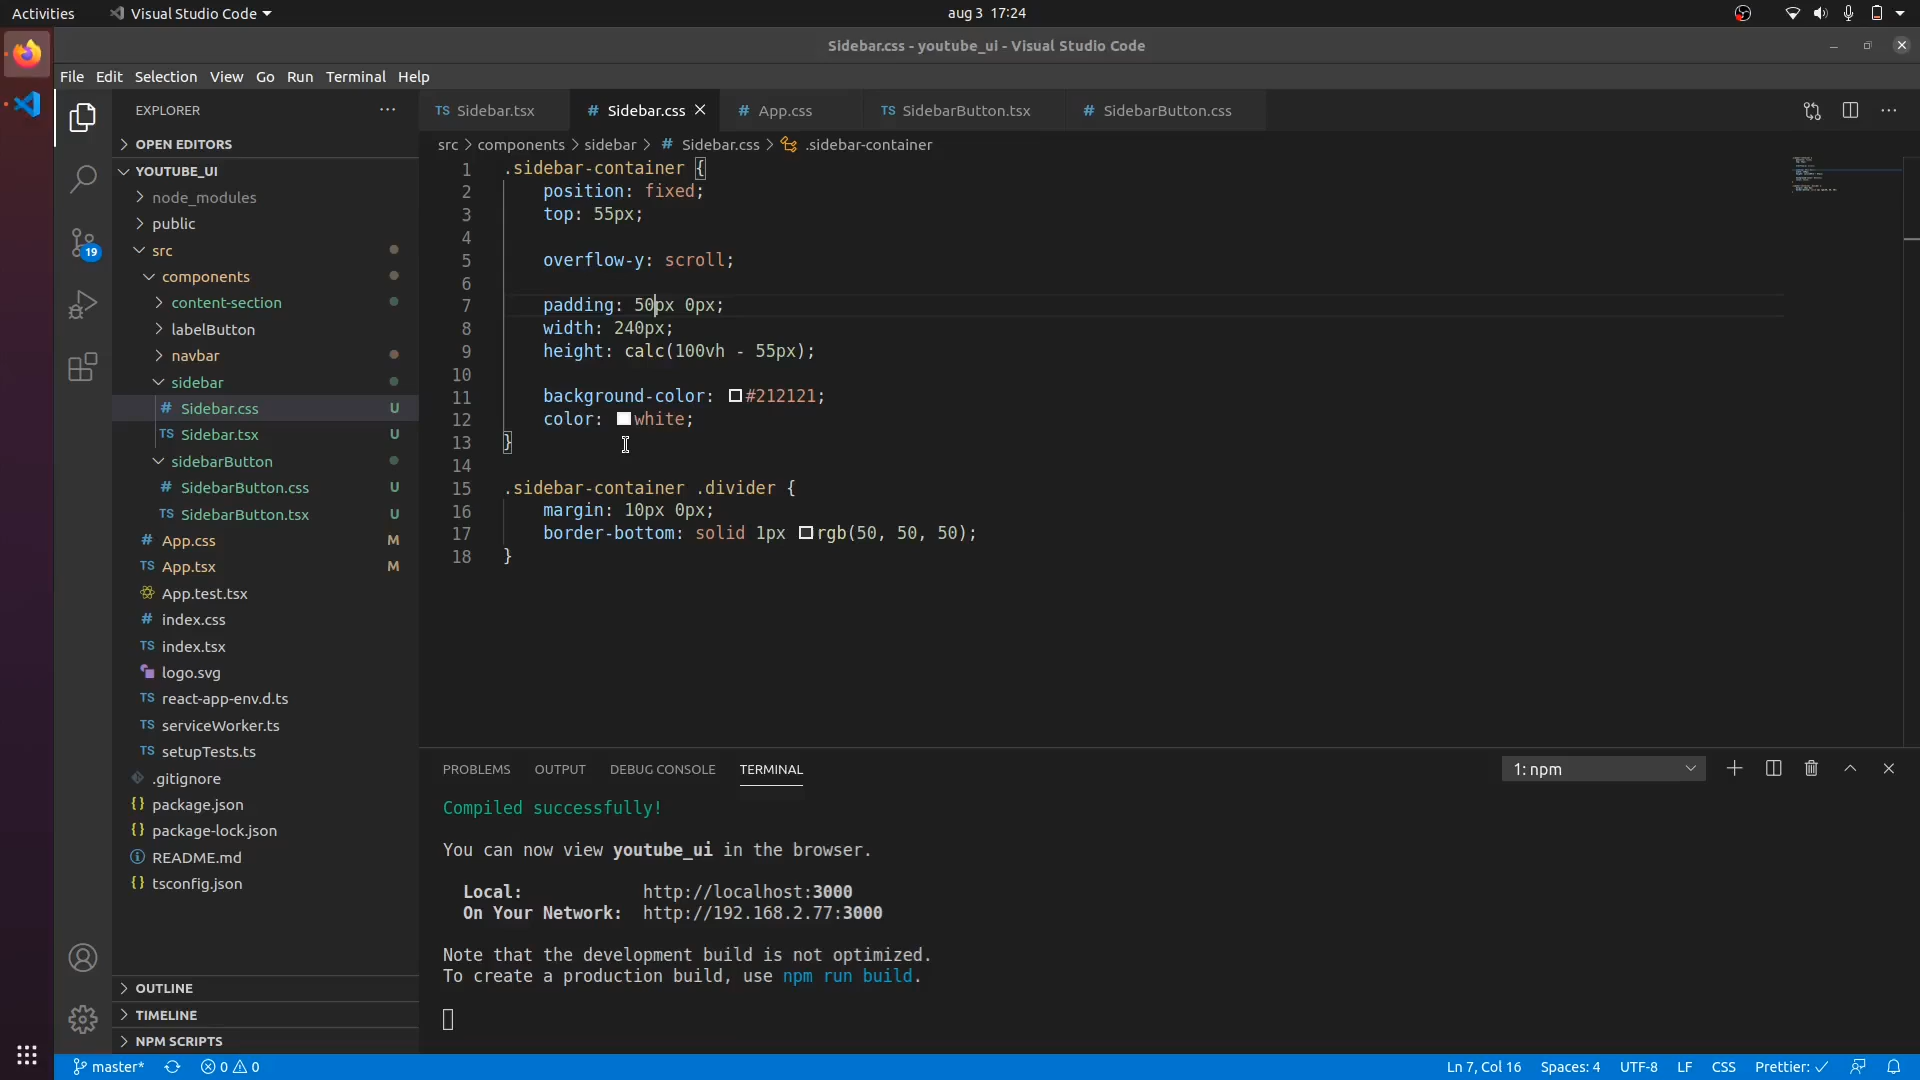 Activities
Visual Studio Code
aug 3 17:24
Sidebar.css - youtube_ui - Visual Studio Code
File Edit Selection View Go Run Terminal Help
EXPLORER
OPEN EDITORS
YOUTUBE_UI
node_modules
public
src
components
content-section
labelButton
navbar
sidebar
# Sidebar.css U
TS Sidebar.tsx U
sidebarButton
# SidebarButton.css U
TS SidebarButton.tsx U
# App.css M
TS App.tsx M
App.test.tsx
# index.css
TS index.tsx
logo.svg
TS react-app-env.d.ts
TS serviceWorker.ts
TS setupTests.ts
.gitignore
{} package.json
{} package-lock.json
README.md
{} tsconfig.json
OUTLINE
TIMELINE
NPM SCRIPTS
19
TS Sidebar.tsx # Sidebar.css # App.css TS SidebarButton.tsx # SidebarButton.css
src > components > sidebar > # Sidebar.css > .sidebar-container
1 .sidebar-container {
2 position: fixed;
3 top: 55px;
4
5 overflow-y: scroll;
6
7 padding: 50px 0px;
8 width: 240px;
9 height: calc(100vh - 55px);
10
11 background-color: #212121;
12 color: white;
13 }
14
15 .sidebar-container .divider {
16 margin: 10px 0px;
17 border-bottom: solid 1px rgb(50, 50, 50);
18 }
PROBLEMS OUTPUT DEBUG CONSOLE TERMINAL
1: npm
Compiled successfully!
You can now view youtube_ui in the browser.
Local: http://localhost:3000
On Your Network: http://192.168.2.77:3000
Note that the development build is not optimized.
To create a production build, use npm run build.
master* 0 0
Ln 7, Col 16 Spaces: 4 UTF-8 LF CSS Prettier: ✓